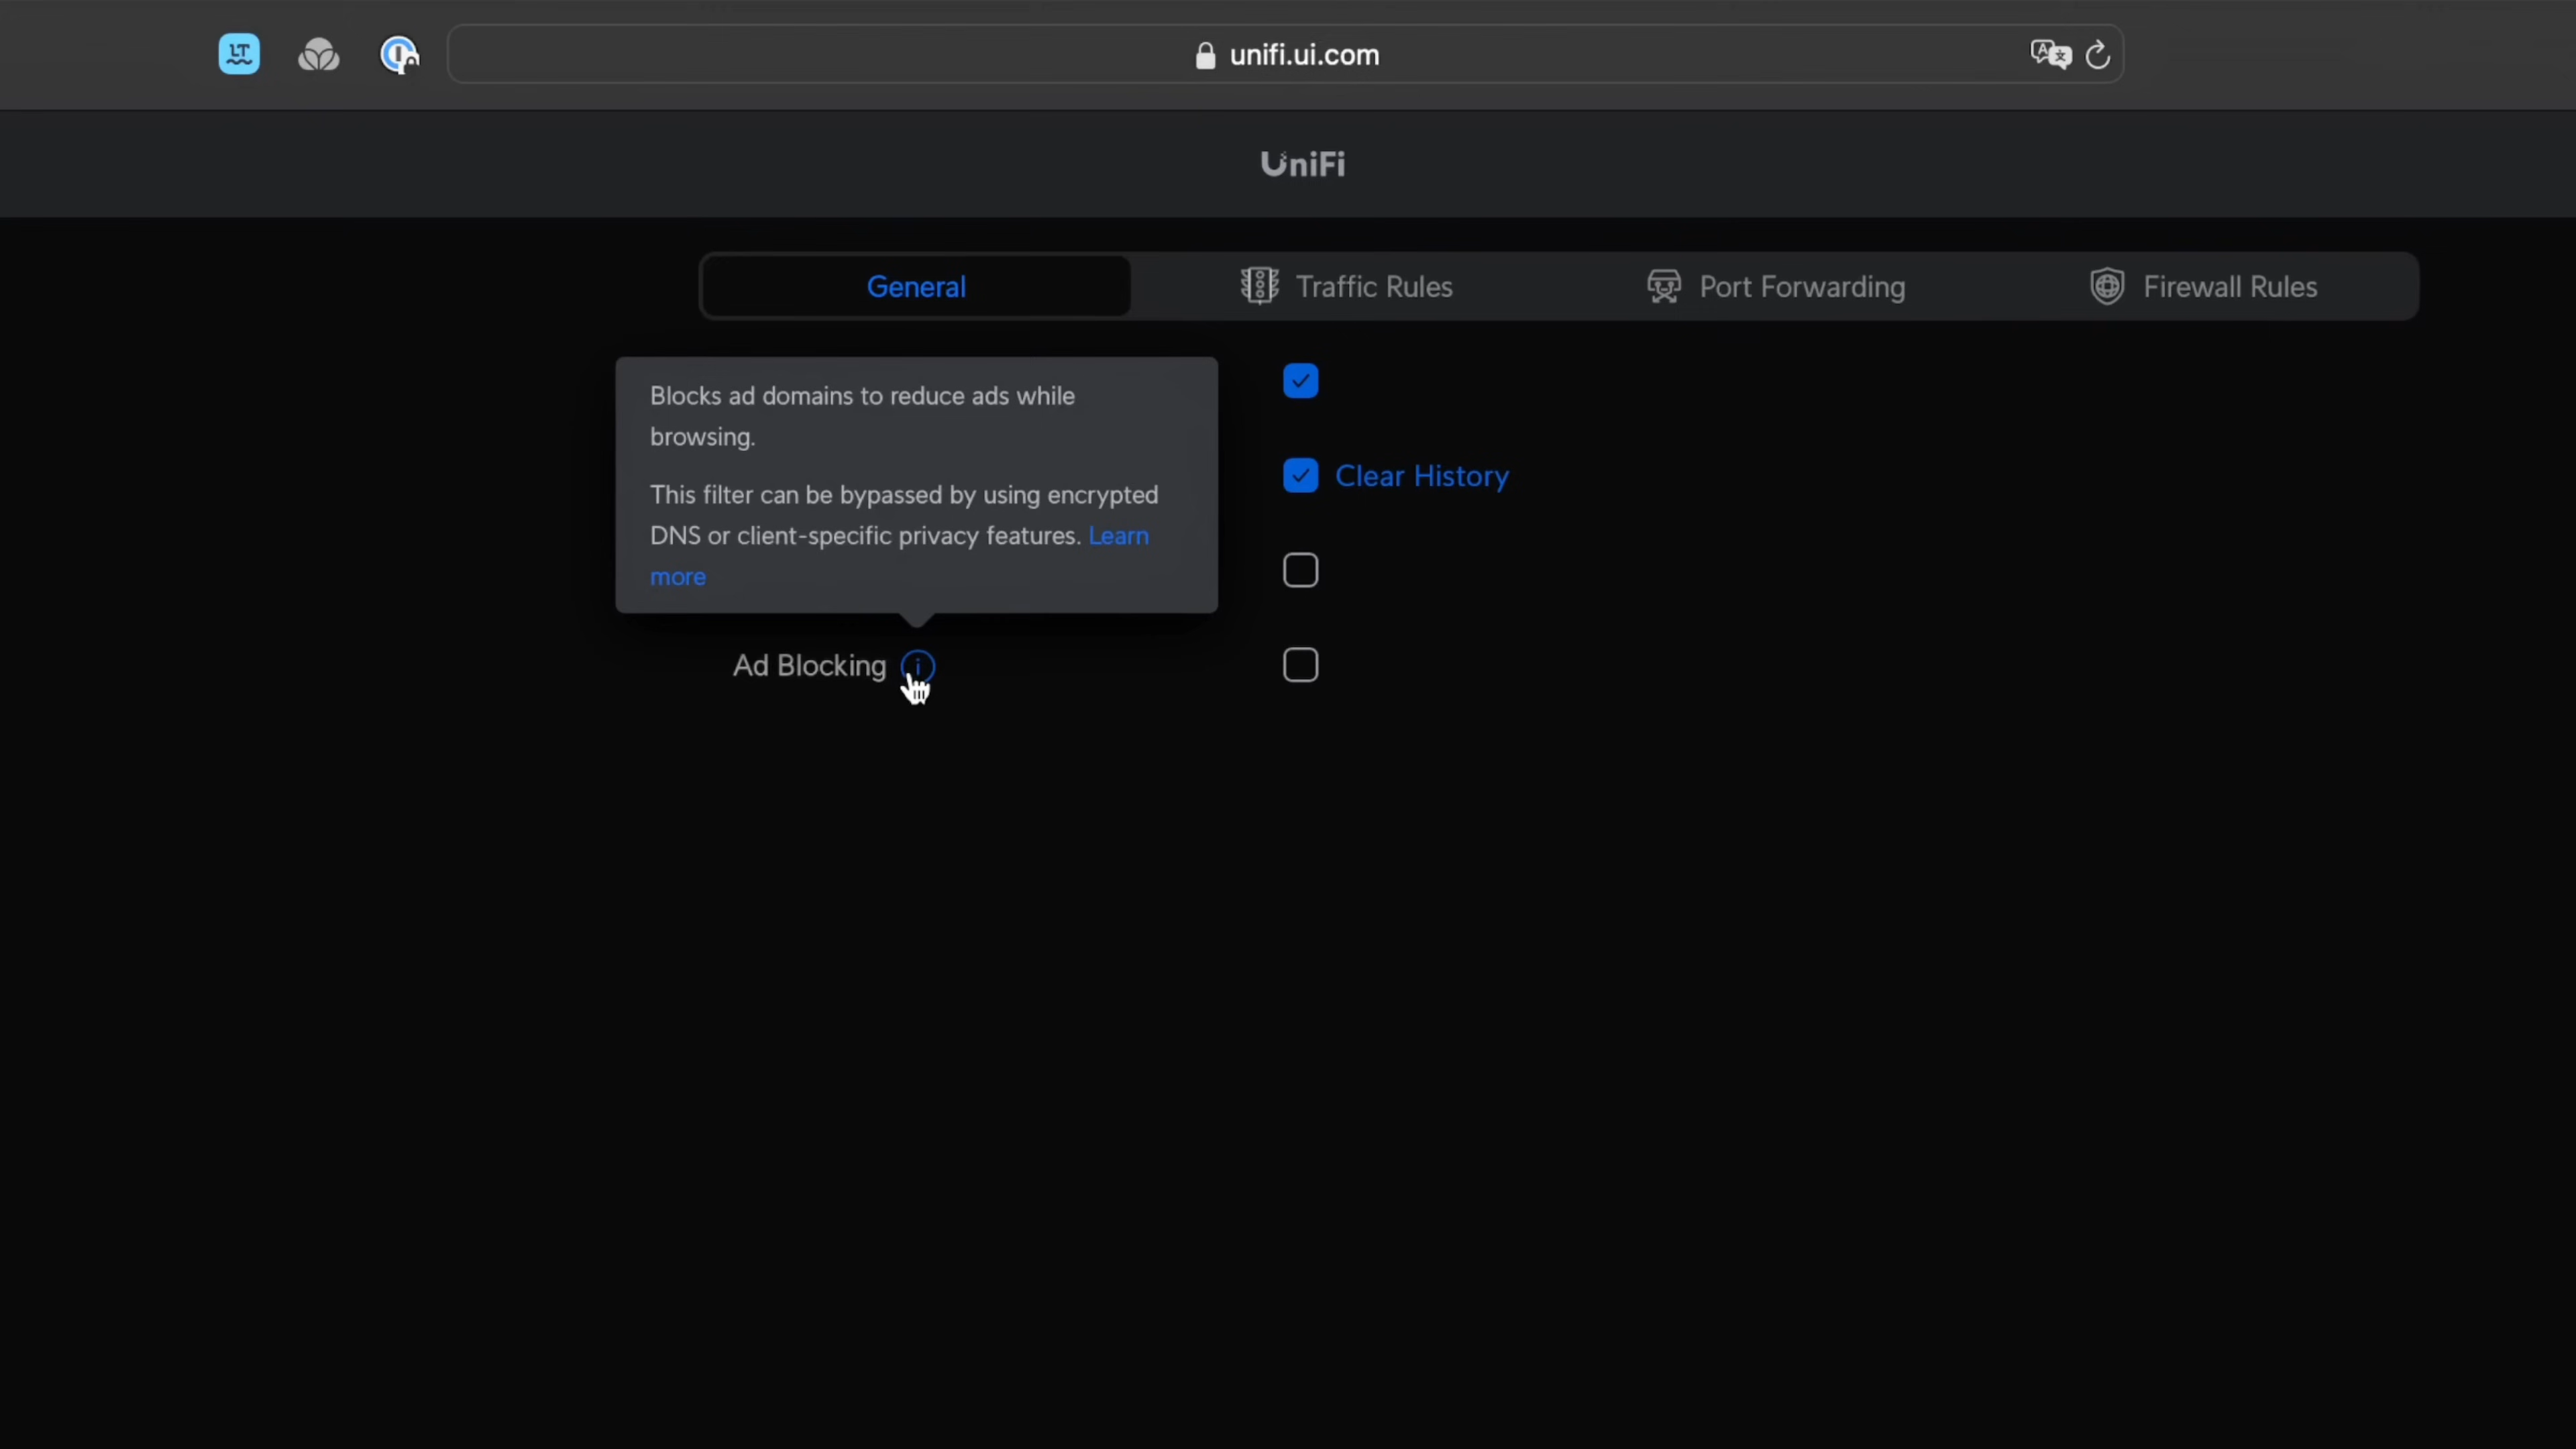 LT
unifi.ui.com
UniFi
General
Traffic Rules
Port Forwarding
Firewall Rules
Blocks ad domains to reduce ads while
browsing.
This filter can be bypassed by using encrypted
DNS or client-specific privacy features. Learn
more
Clear History
Ad Blocking